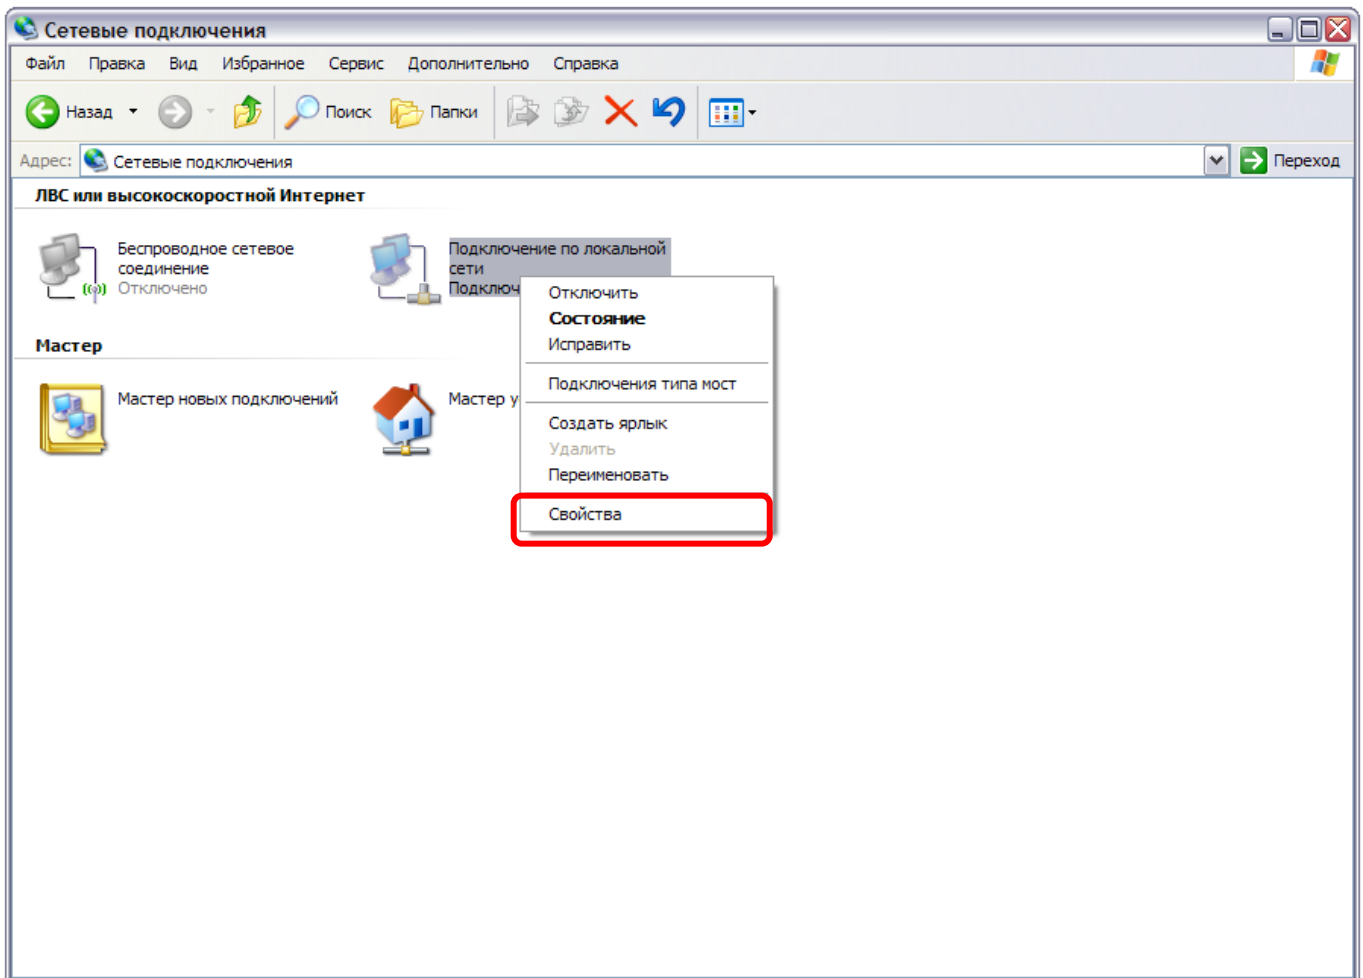 Сетевые подключения
Файл Правка Вид Избранное Сервис Дополнительно Справка
Назад Поиск Папки
Адрес: Сетевые подключения Переход
ЛВС или высокоскоростной Интернет
Беспроводное сетевое
соединение
Отключено
Подключение по локальной
сети
Подключ
Отключить
Состояние
Исправить
Подключения типа мост
Создать ярлык
Удалить
Переименовать
Свойства
Мастер
Мастер новых подключений
Мастер у